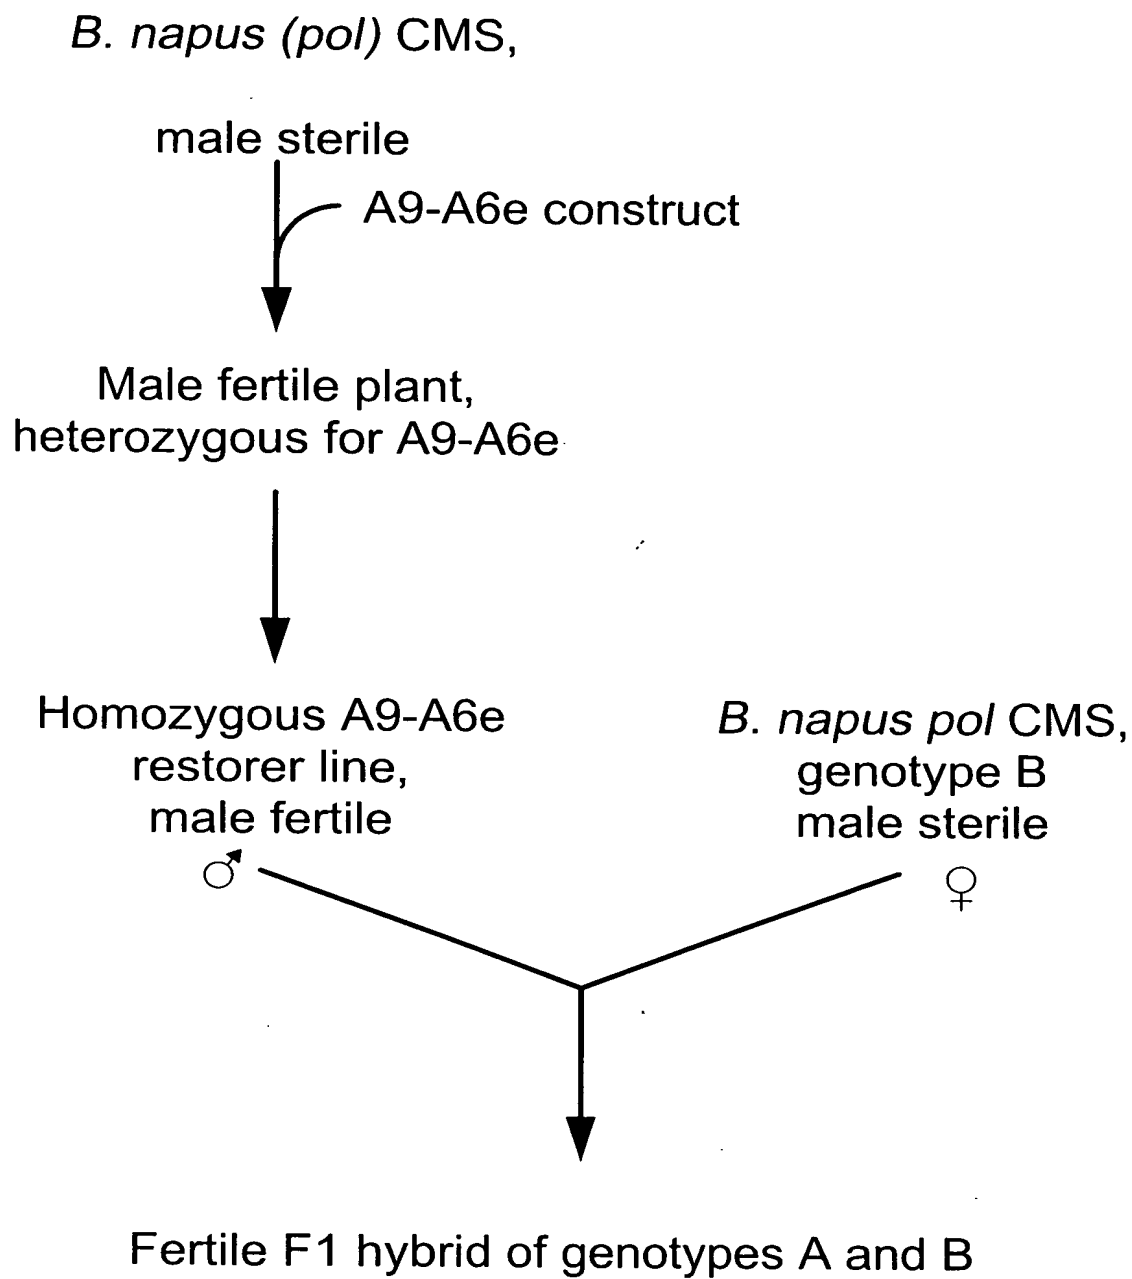 B. napus (pol) CMS,
male sterile
A9-A6e construct
Male fertile plant,
heterozygous for A9-A6e
Homozygous A9-A6e
restorer line,
male fertile
♂
B. napus pol CMS,
genotype B
male sterile
♀
Fertile F1 hybrid of genotypes A and B